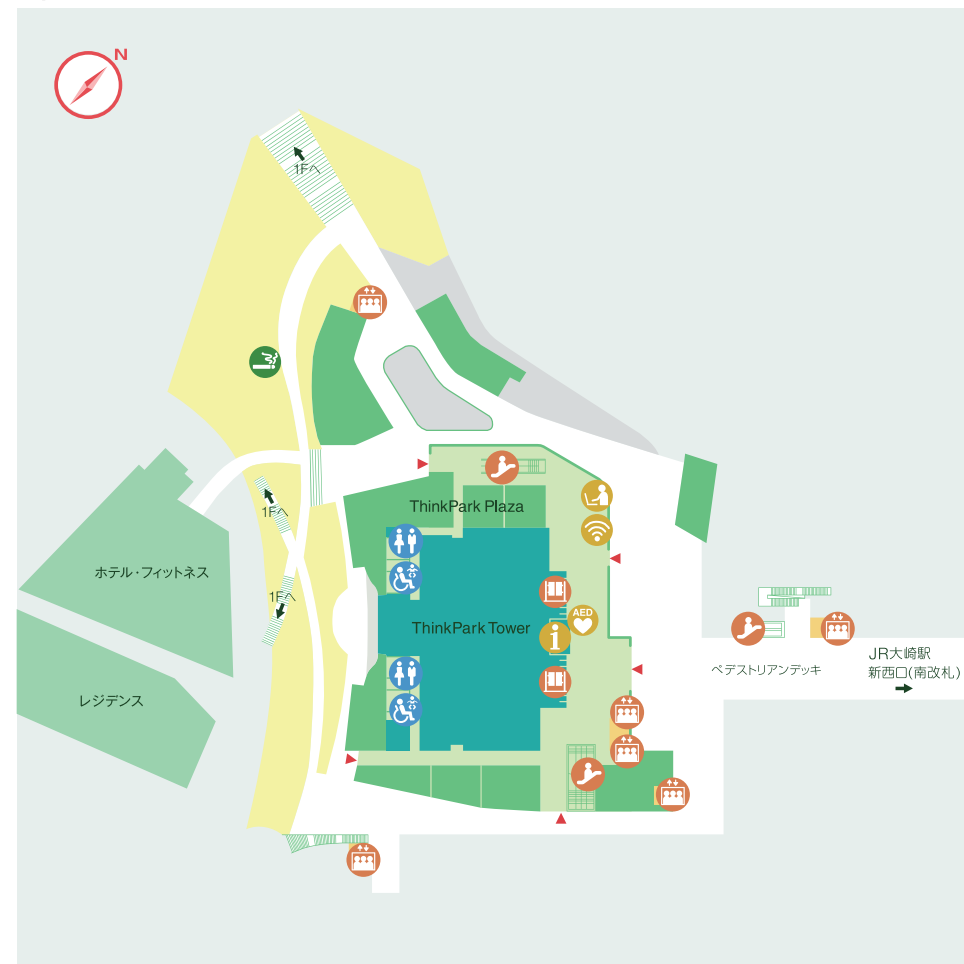 N
1Fへ
ThinkPark Plaza
1Fへ
ホテル・フィットネス
1Fへ
AED
ThinkPark Tower
i
JR大崎駅
新西口(南改札)
ペデストリアンデッキ
レジデンス